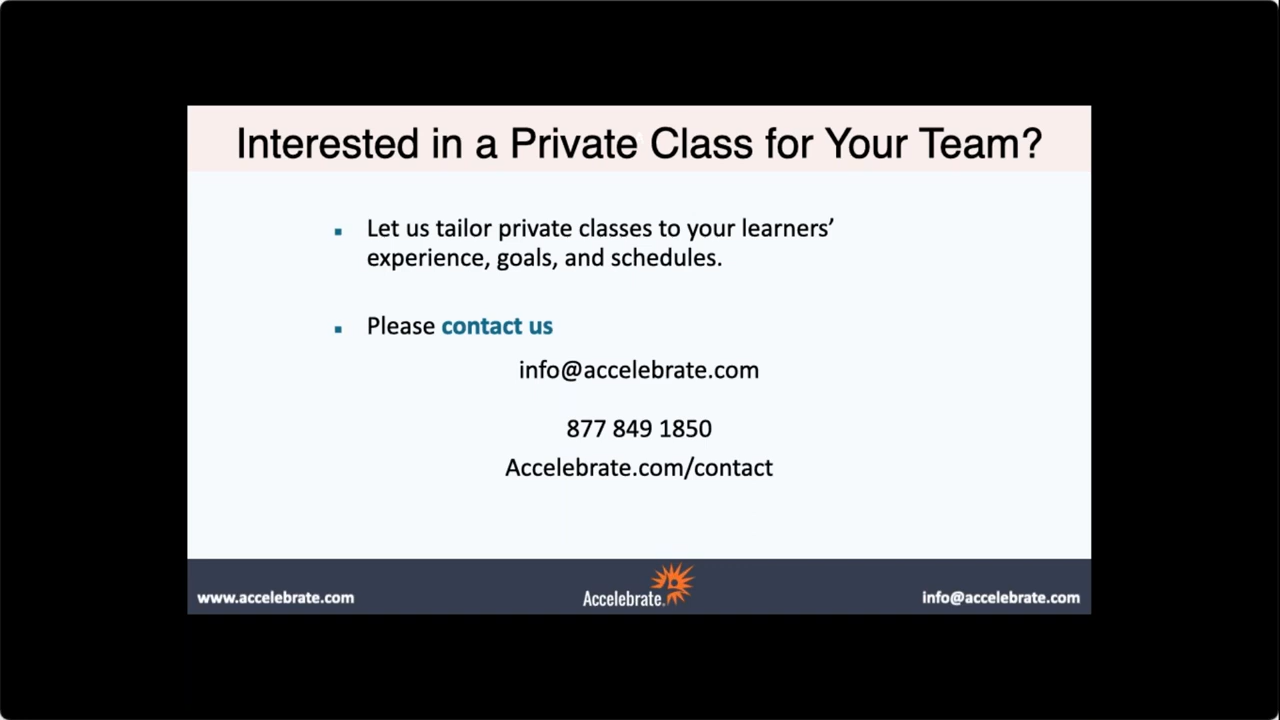 Interested in a Private Class for Your Team?
Let us tailor private classes to your learners’
experience, goals, and schedules.
Please contact us
info@accelebrate.com
877 849 1850
Accelebrate.com/contact
www.accelebrate.com
Accelebrate
info@accelebrate.com